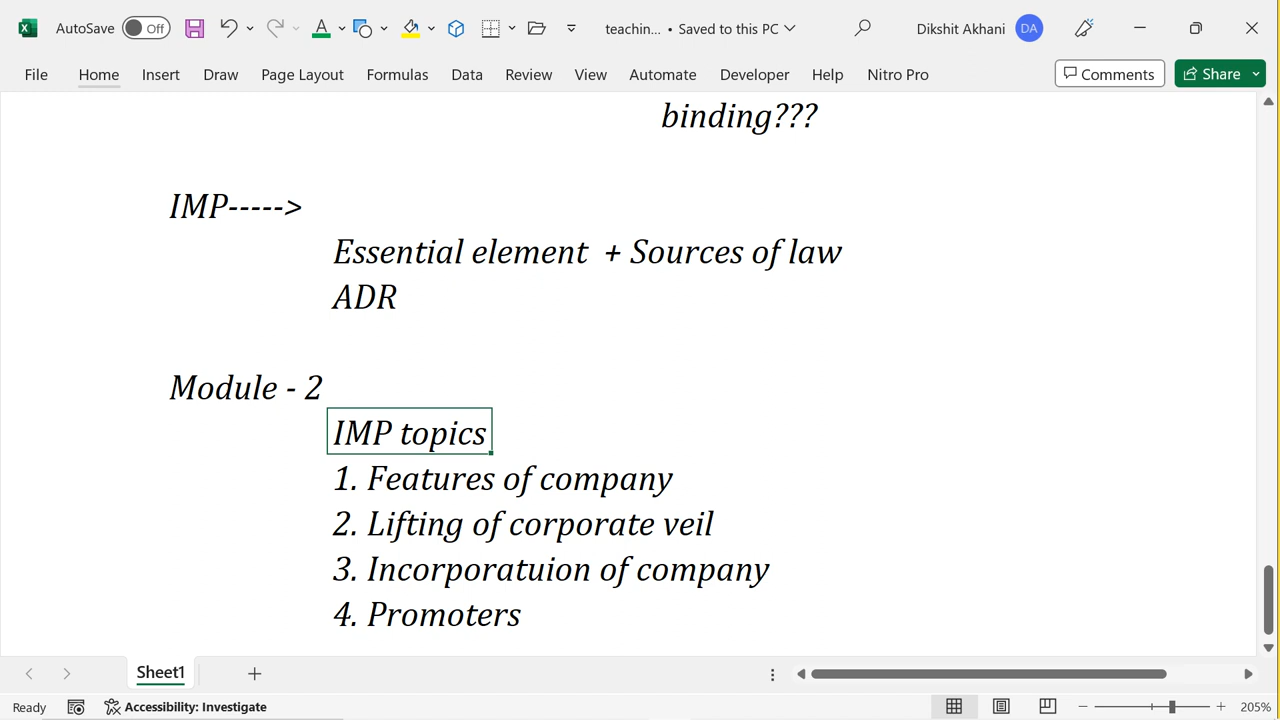 AutoSave Off teachin... • Saved to this PC Dikshit Akhani DA
File Home Insert Draw Page Layout Formulas Data Review View Automate Developer Help Nitro Pro Comments Share
binding???
IMP----->
Essential element + Sources of law
ADR
Module - 2
IMP topics
1. Features of company
2. Lifting of corporate veil
3. Incorporatuion of company
4. Promoters
Sheet1
Ready Accessibility: Investigate 205%